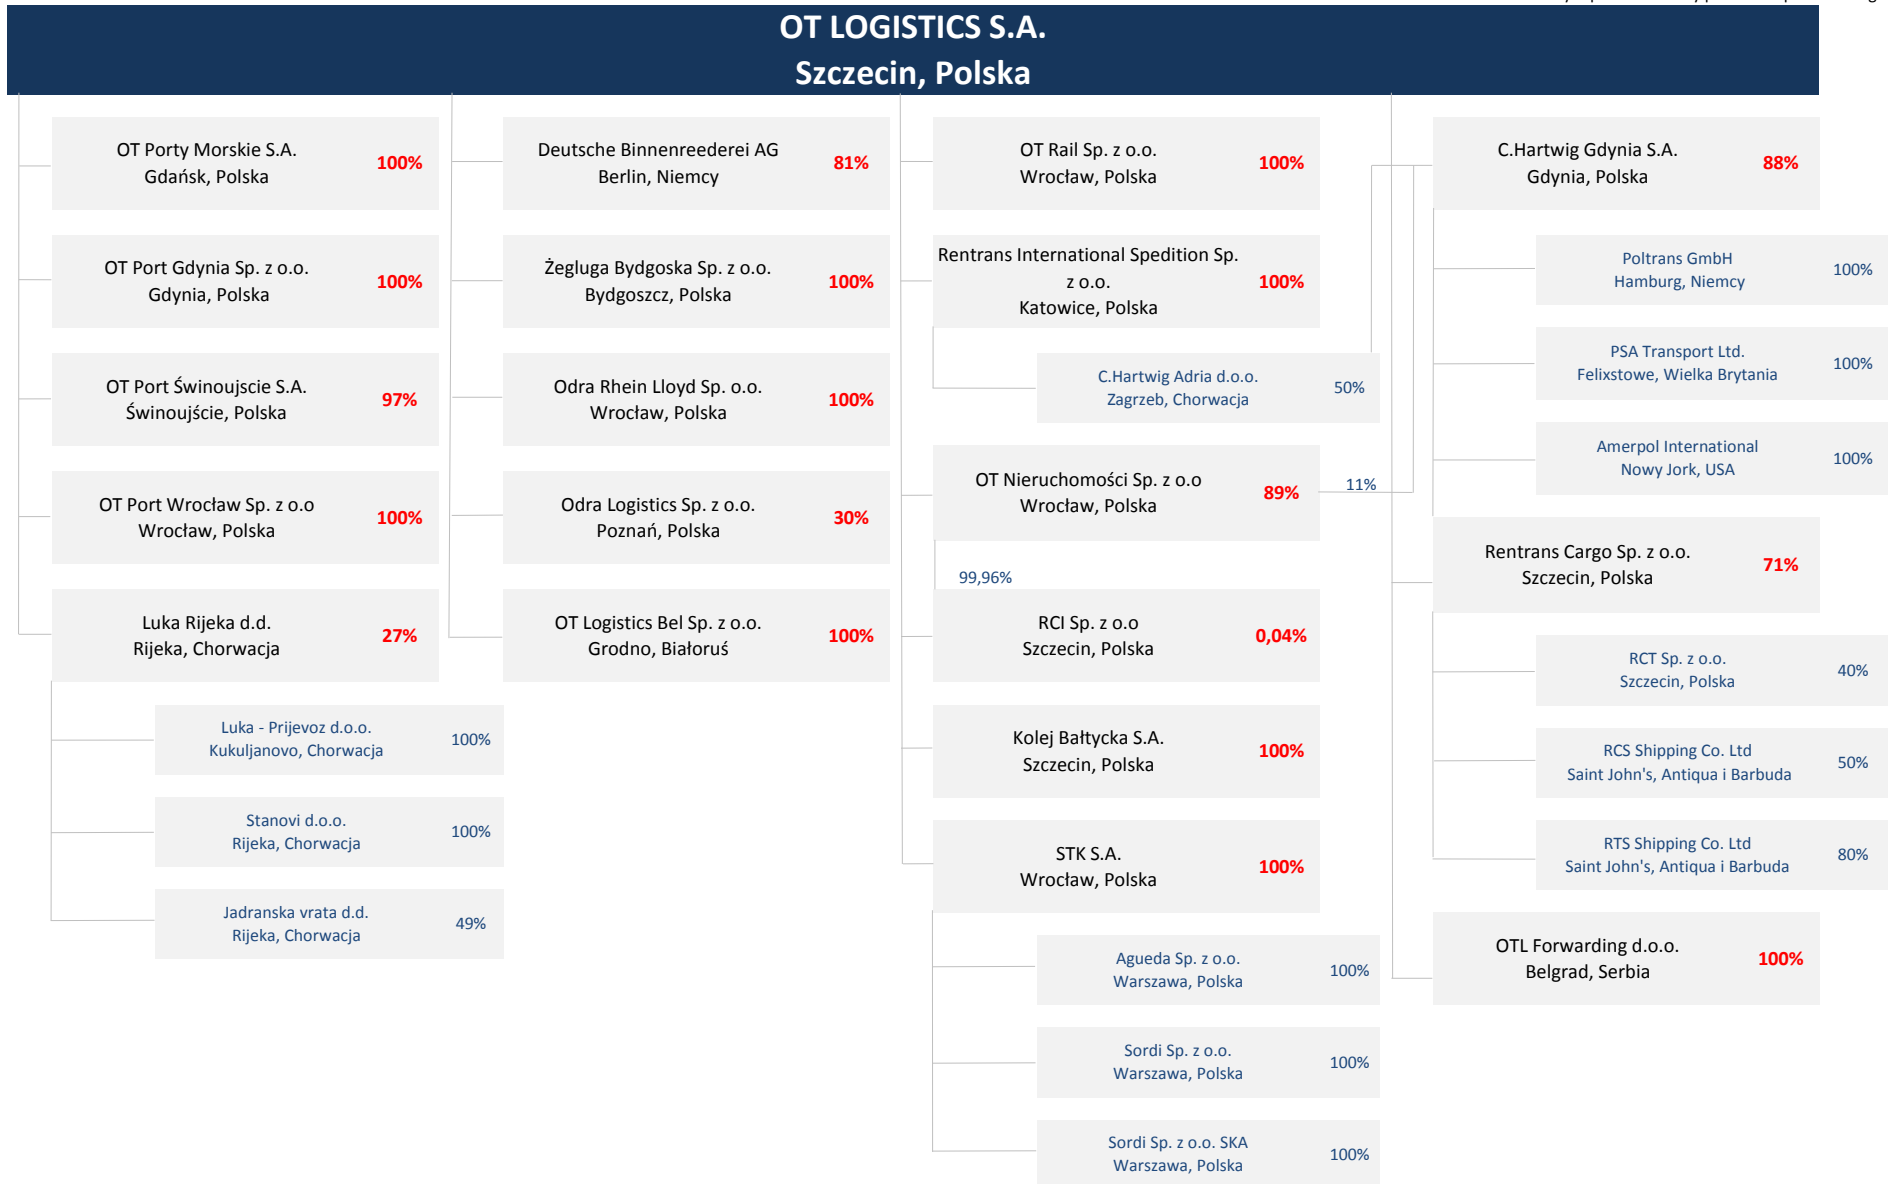 OT LOGISTICS S.A.
Szczecin, Polska
OT Porty Morskie S.A.
Gdańsk, Polska
100%
OT Port Gdynia Sp. z o.o.
Gdynia, Polska
100%
OT Port Świnoujscie S.A.
Świnoujście, Polska
97%
OT Port Wrocław Sp. z o.o
Wrocław, Polska
100%
Luka Rijeka d.d.
Rijeka, Chorwacja
27%
Luka - Prijevoz d.o.o.
Kukuljanovo, Chorwacja
100%
Stanovi d.o.o.
Rijeka, Chorwacja
100%
Jadranska vrata d.d.
Rijeka, Chorwacja
49%
Deutsche Binnenreederei AG
Berlin, Niemcy
81%
Żegluga Bydgoska Sp. z o.o.
Bydgoszcz, Polska
100%
Odra Rhein Lloyd Sp. o.o.
Wrocław, Polska
100%
Odra Logistics Sp. z o.o.
Poznań, Polska
30%
OT Logistics Bel Sp. z o.o.
Grodno, Białoruś
100%
OT Rail Sp. z o.o.
Wrocław, Polska
100%
Rentrans International Spedition Sp.
z o.o.
Katowice, Polska
100%
C.Hartwig Adria d.o.o.
Zagrzeb, Chorwacja
50%
OT Nieruchomości Sp. z o.o
Wrocław, Polska
89%
11%
99,96%
RCI Sp. z o.o
Szczecin, Polska
0,04%
Kolej Bałtycka S.A.
Szczecin, Polska
100%
STK S.A.
Wrocław, Polska
100%
Agueda Sp. z o.o.
Warszawa, Polska
100%
Sordi Sp. z o.o.
Warszawa, Polska
100%
Sordi Sp. z o.o. SKA
Warszawa, Polska
100%
C.Hartwig Gdynia S.A.
Gdynia, Polska
88%
Poltrans GmbH
Hamburg, Niemcy
100%
PSA Transport Ltd.
Felixstowe, Wielka Brytania
100%
Amerpol International
Nowy Jork, USA
100%
Rentrans Cargo Sp. z o.o.
Szczecin, Polska
71%
RCT Sp. z o.o.
Szczecin, Polska
40%
RCS Shipping Co. Ltd
Saint John's, Antiqua i Barbuda
50%
RTS Shipping Co. Ltd
Saint John's, Antiqua i Barbuda
80%
OTL Forwarding d.o.o.
Belgrad, Serbia
100%